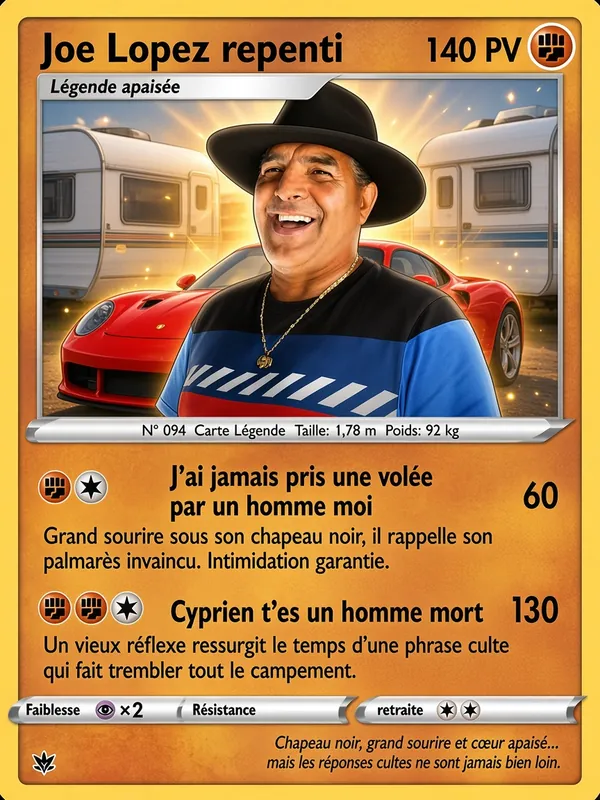 Joe Lopez repenti 140 PV
Légende apaisée
N° 094 Carte Légende Taille: 1,78 m Poids: 92 kg
J'ai jamais pris une volée
par un homme moi
60
Grand sourire sous son chapeau noir, il rappelle son
palmarès invaincu. Intimidation garantie.
Cyprien t'es un homme mort 130
Un vieux réflexe ressurgit le temps d'une phrase culte
qui fait trembler tout le campement.
Faiblesse ×2 Résistance retraite
Chapeau noir, grand sourire et cœur apaisé...
mais les réponses cultes ne sont jamais bien loin.